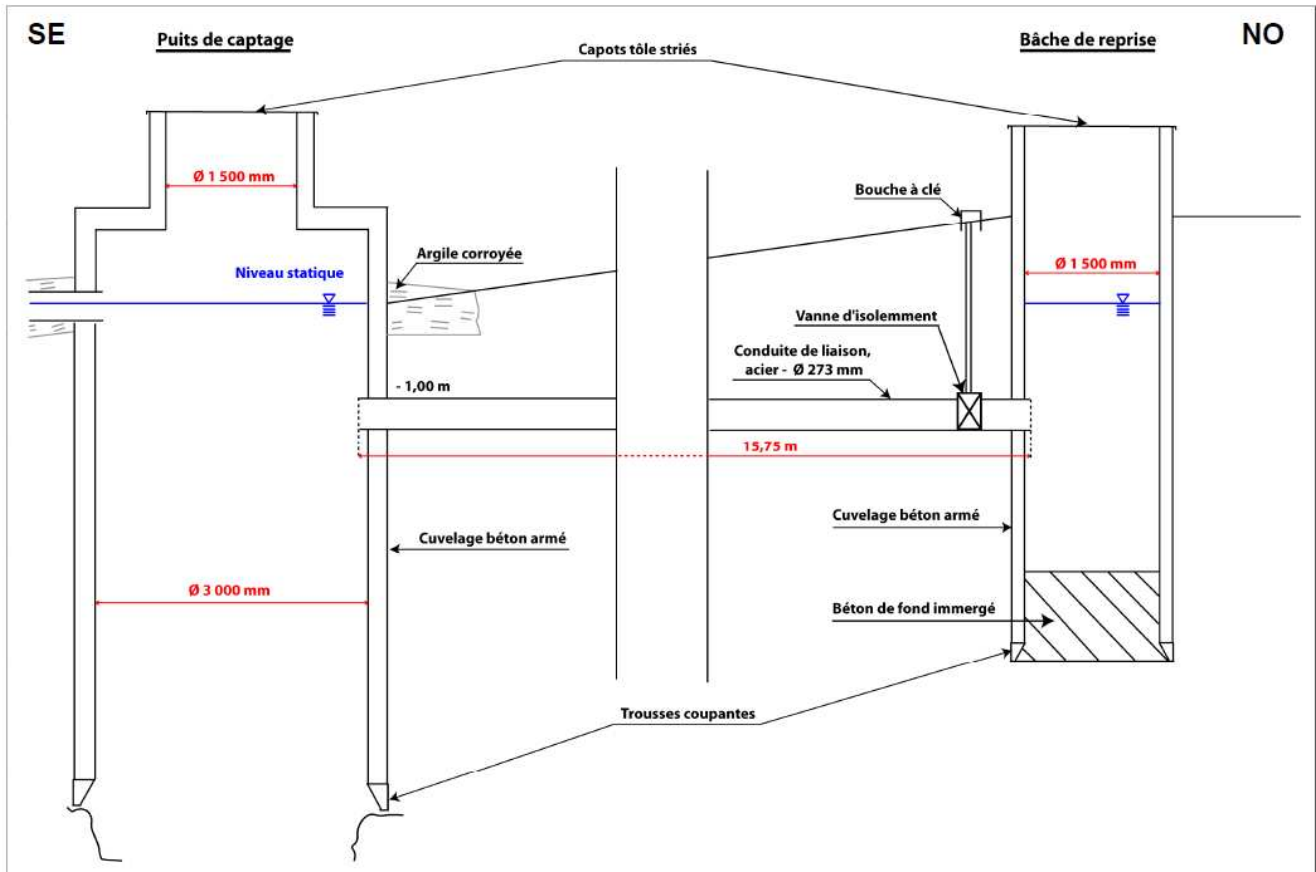 SE
Puits de captage
Capots tôle striés
Bâche de reprise
NO
Ø 1 500 mm
Bouche à clé
Argile corroyée
Niveau statique
Ø 1 500 mm
Vanne d'isolemment
Conduite de liaison,
acier - Ø 273 mm
- 1,00 m
15,75 m
Cuvelage béton armé
Cuvelage béton armé
Ø 3 000 mm
Béton de fond immergé
Trousses coupantes